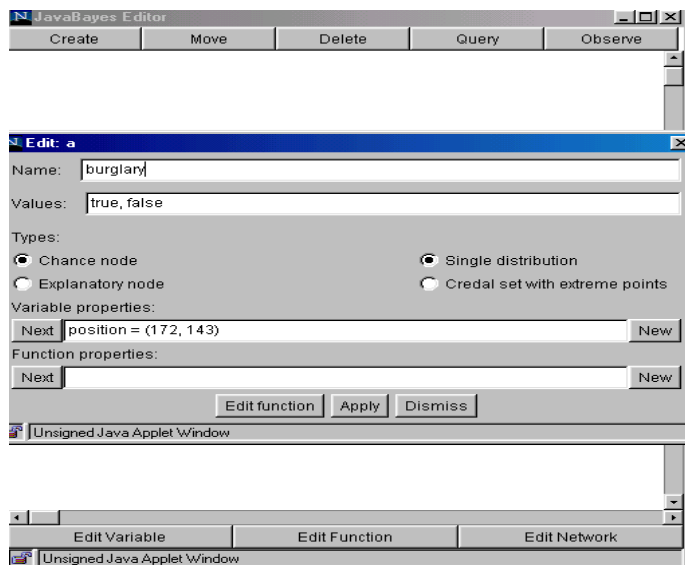 JavaBayes Editor
Create Move Delete Query Observe
Edit: a
Name: burglary
Values: true, false
Types:
Chance node Single distribution
Explanatory node Credal set with extreme points
Variable properties:
Next position = (172, 143) New
Function properties:
Next New
Edit function Apply Dismiss
Unsigned Java Applet Window
Edit Variable Edit Function Edit Network
Unsigned Java Applet Window